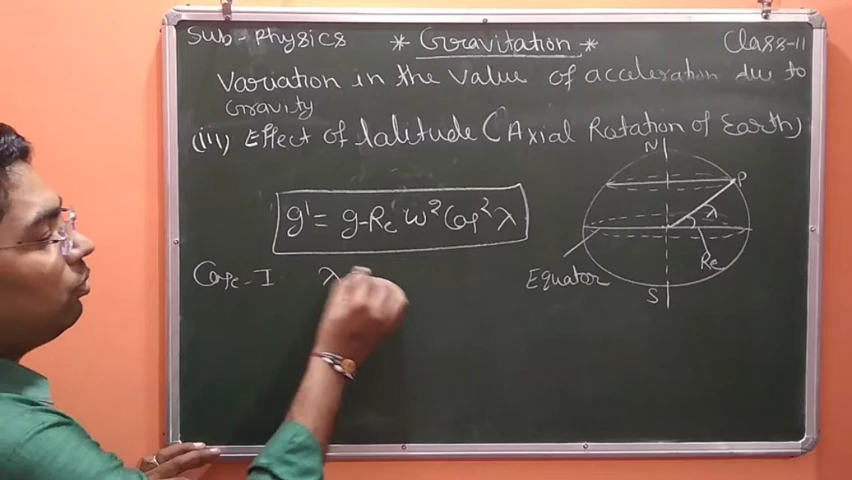 Sub-Physics * Gravitation * Class-11
Variation in the value of acceleration due to
Gravity
(iii) Effect of latitude (Axial Rotation of Earth)
N
P
g' = g-Re ω² Cos² λ
λ
Re
Case-I λ
Equator
S